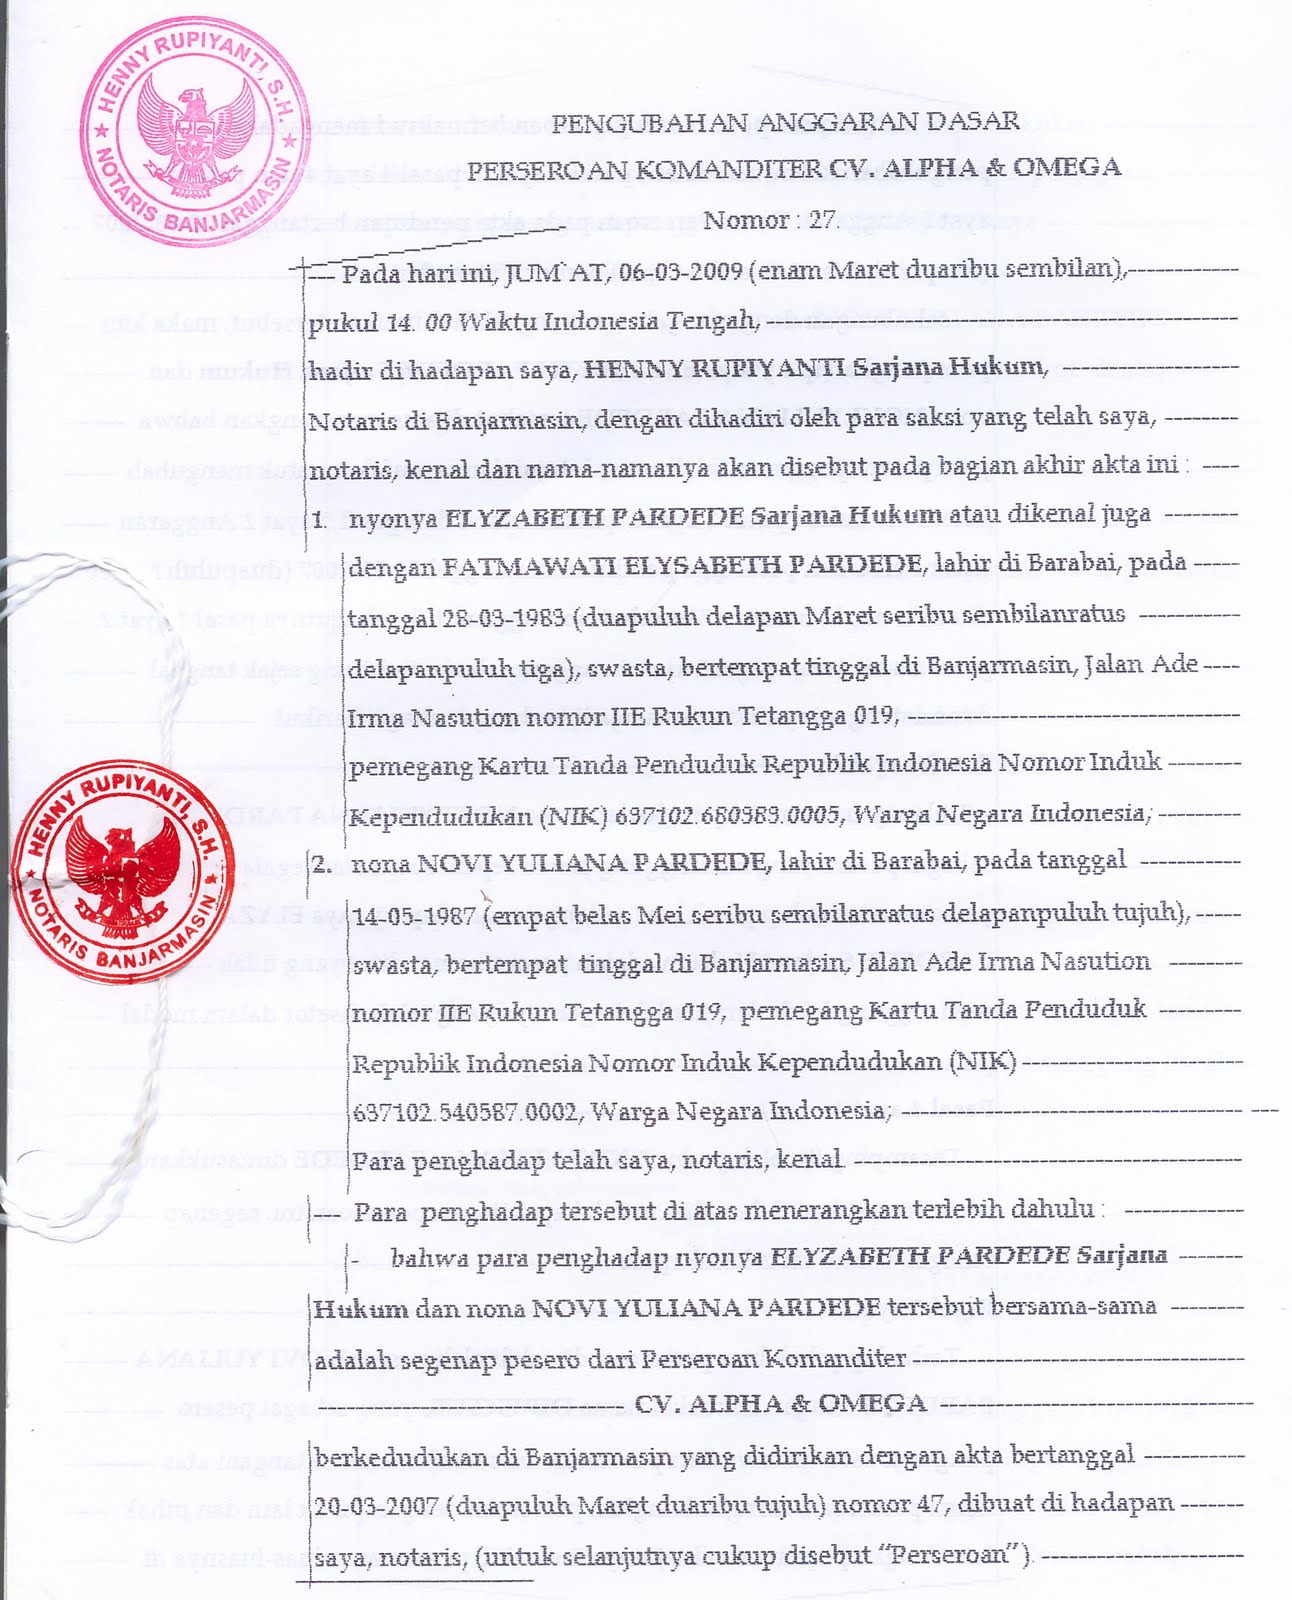 HENNY RUPIYANTI, S.H.
NOTARIS BANJARMASIN
PENGUBAHAN ANGGARAN DASAR
PERSEROAN KOMANDITER CV. ALPHA & OMEGA
Nomor : 27.
--- Pada hari ini, JUM`AT, 06-03-2009 (enam Maret duaribu sembilan),-----------
pukul 14.00 Waktu Indonesia Tengah, ---
hadir di hadapan saya, HENNY RUPIYANTI Sarjana Hukum, ---
Notaris di Banjarmasin, dengan dihadiri oleh para saksi yang telah saya, -------
notaris, kenal dan nama-namanya akan disebut pada bagian akhir akta ini : ----
1. nyonya ELYZABETH PARDEDE Sarjana Hukum atau dikenal juga --------
dengan FATMAWATI ELYSABETH PARDEDE, lahir di Barabai, pada -----
tanggal 28-03-1983 (duapuluh delapan Maret seribu sembilanratus ----------
delapanpuluh tiga), swasta, bertempat tinggal di Banjarmasin, Jalan Ade ----
Irma Nasution nomor IIE Rukun Tetangga 019, ---
pemegang Kartu Tanda Penduduk Republik Indonesia Nomor Induk --------
Kependudukan (NIK) 637102.680383.0005, Warga Negara Indonesia; ---------
2. nona NOVI YULIANA PARDEDE, lahir di Barabai, pada tanggal ----------
14-05-1987 (empat belas Mei seribu sembilanratus delapanpuluh tujuh), -----
swasta, bertempat tinggal di Banjarmasin, Jalan Ade Irma Nasution -------
nomor IIE Rukun Tetangga 019, pemegang Kartu Tanda Penduduk ----------
Republik Indonesia Nomor Induk Kependudukan (NIK) ---
637102.540587.0002, Warga Negara Indonesia; ---
Para penghadap telah saya, notaris, kenal. ---
--- Para penghadap tersebut di atas menerangkan terlebih dahulu : ------------
- bahwa para penghadap nyonya ELYZABETH PARDEDE Sarjana -------
Hukum dan nona NOVI YULIANA PARDEDE tersebut bersama-sama --------
adalah segenap pesero dari Perseroan Komanditer ---
--- CV. ALPHA & OMEGA ---
berkedudukan di Banjarmasin yang didirikan dengan akta bertanggal ----------
20-03-2007 (duapuluh Maret duaribu tujuh) nomor 47, dibuat di hadapan -------
saya, notaris, (untuk selanjutnya cukup disebut “Perseroan”). ---
HENNY RUPIYANTI, S.H.
NOTARIS BANJARMASIN